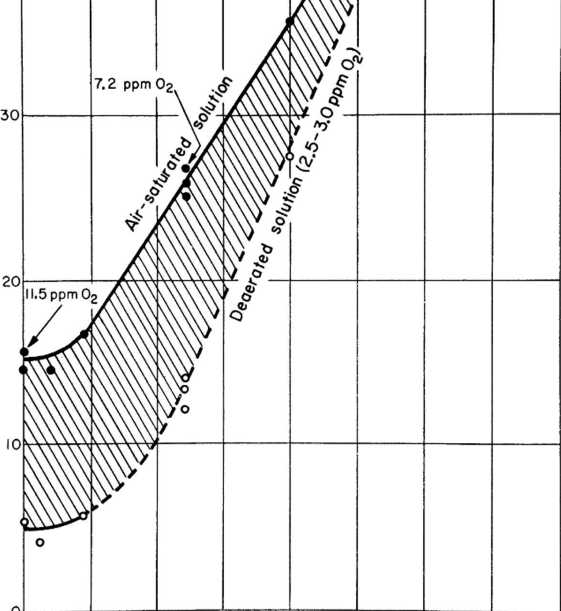 7.2 ppm O₂
Air-saturated solution
30
Deaerated solution (2.5-3.0 ppm O₂)
20
11.5 ppm O₂
10
0